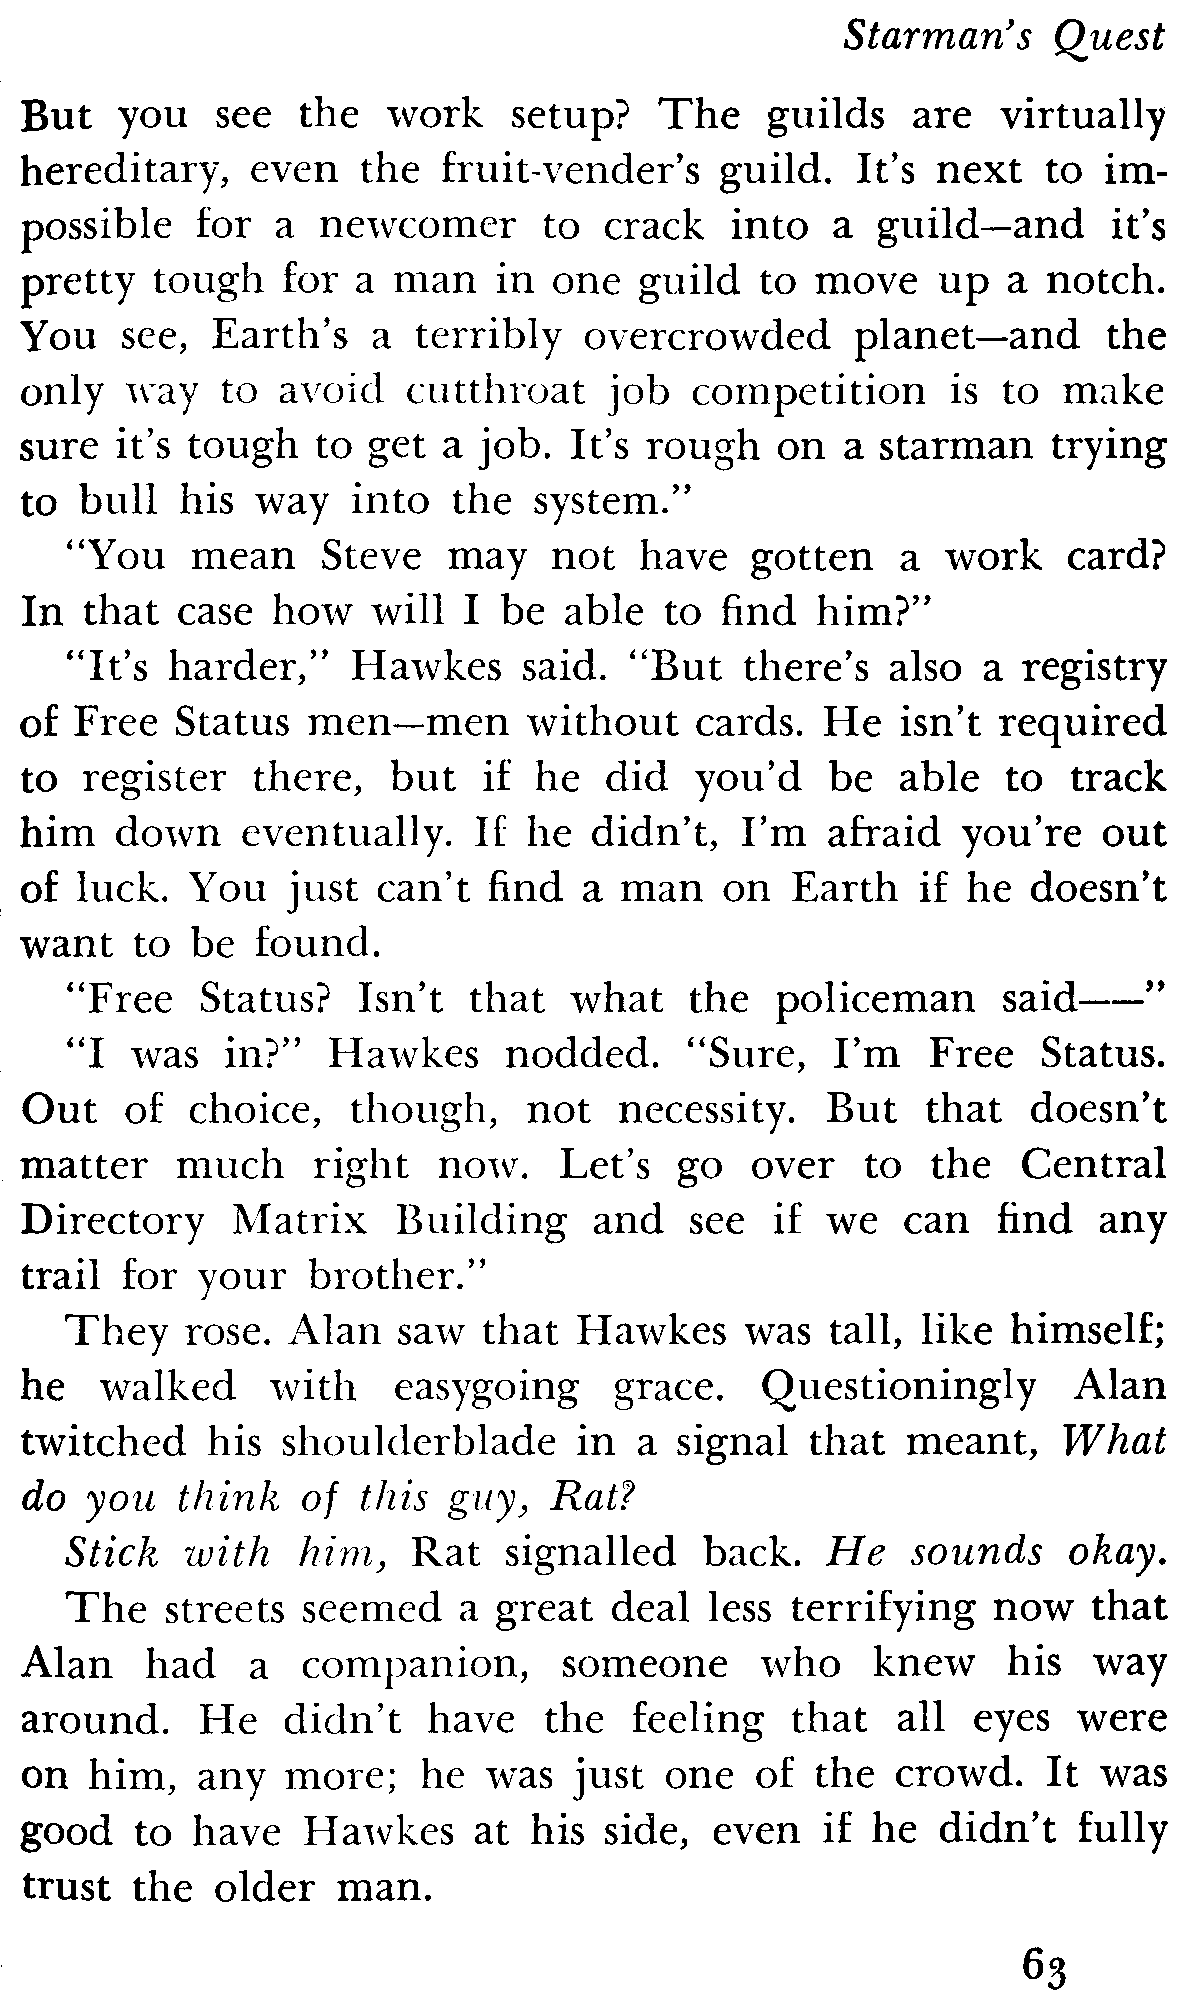 Starman's Quest
But you see the work setup? The guilds are virtually
hereditary, even the fruit-vender's guild. It's next to im-
possible for a newcomer to crack into a guild—and it's
pretty tough for a man in one guild to move up a notch.
You see, Earth's a terribly overcrowded planet—and the
only way to avoid cutthroat job competition is to make
sure it's tough to get a job. It's rough on a starman trying
to bull his way into the system."
"You mean Steve may not have gotten a work card?
In that case how will I be able to find him?"
"It's harder," Hawkes said. "But there's also a registry
of Free Status men—men without cards. He isn't required
to register there, but if he did you'd be able to track
him down eventually. If he didn't, I'm afraid you're out
of luck. You just can't find a man on Earth if he doesn't
want to be found.
"Free Status? Isn't that what the policeman said——"
"I was in?" Hawkes nodded. "Sure, I'm Free Status.
Out of choice, though, not necessity. But that doesn't
matter much right now. Let's go over to the Central
Directory Matrix Building and see if we can find any
trail for your brother."
They rose. Alan saw that Hawkes was tall, like himself;
he walked with easygoing grace. Questioningly Alan
twitched his shoulderblade in a signal that meant, What
do you think of this guy, Rat?
Stick with him, Rat signalled back. He sounds okay.
The streets seemed a great deal less terrifying now that
Alan had a companion, someone who knew his way
around. He didn't have the feeling that all eyes were
on him, any more; he was just one of the crowd. It was
good to have Hawkes at his side, even if he didn't fully
trust the older man.
63